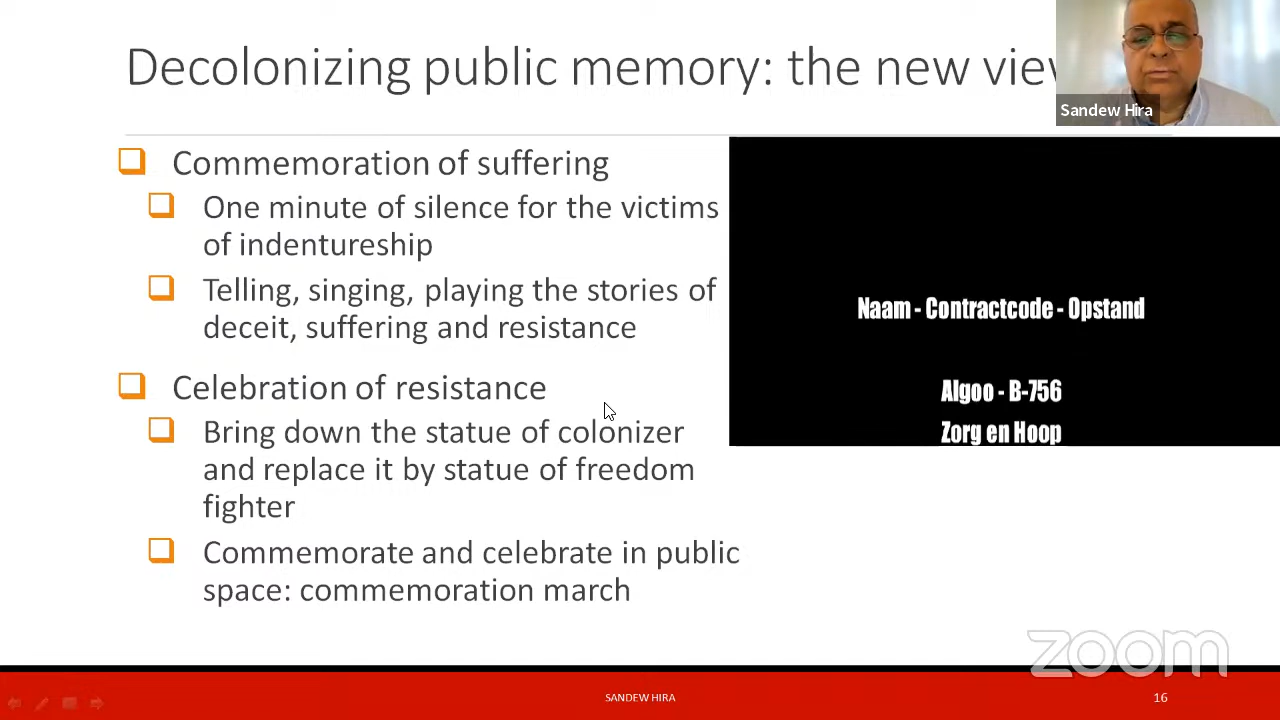 Decolonizing public memory: the new view
Sandew Hira
Commemoration of suffering
One minute of silence for the victims
of indentureship
Telling, singing, playing the stories of
deceit, suffering and resistance
Celebration of resistance
Bring down the statue of colonizer
and replace it by statue of freedom
fighter
Commemorate and celebrate in public
space: commemoration march
Naam - Contractcode - Opstand
Algoo - B-756
Zorg en Hoop
zoom
SANDEW HIRA
16